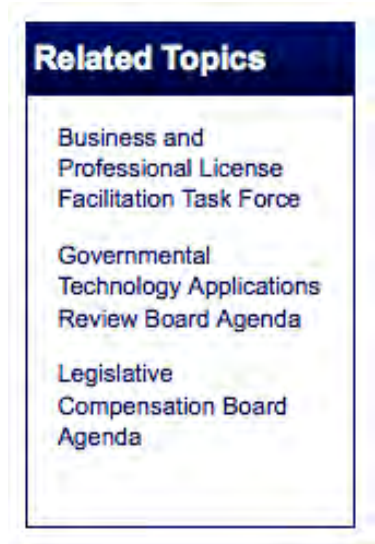 Related Topics
Business and
Professional License
Facilitation Task Force
Governmental
Technology Applications
Review Board Agenda
Legislative
Compensation Board
Agenda